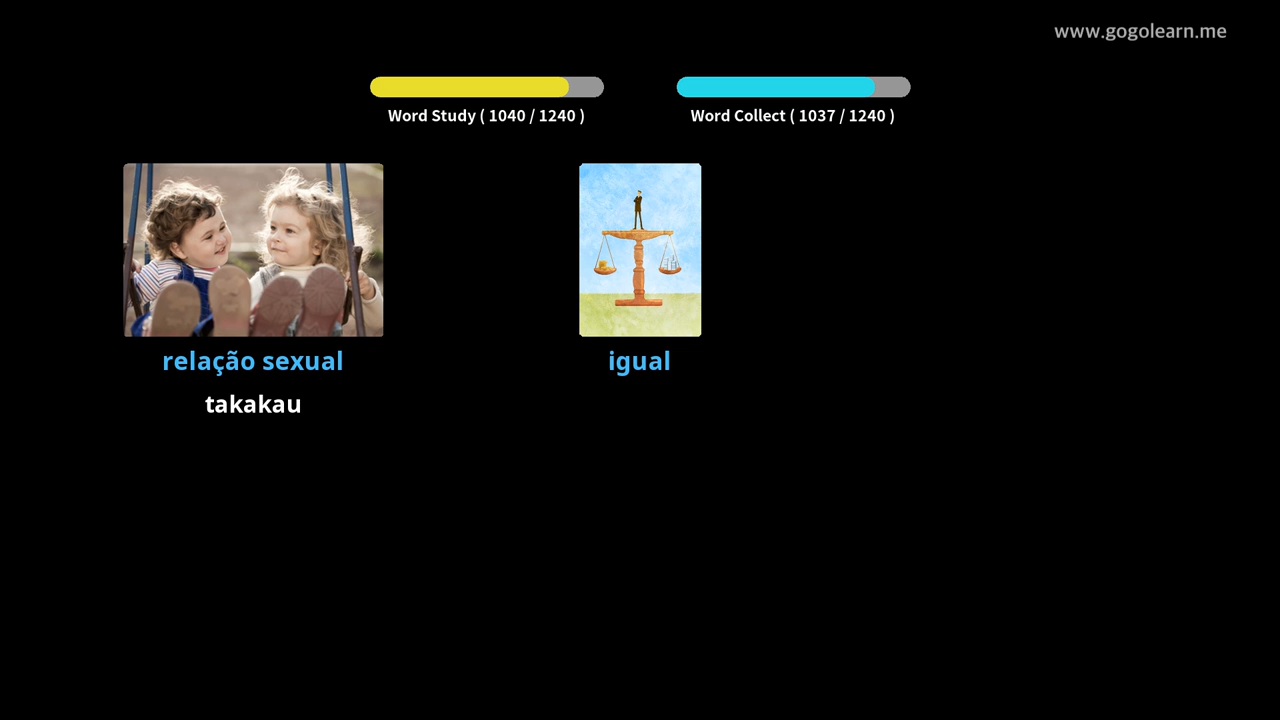 www.gogolearn.me
Word Study ( 1040 / 1240 )
Word Collect ( 1037 / 1240 )
relação sexual
takakau
igual